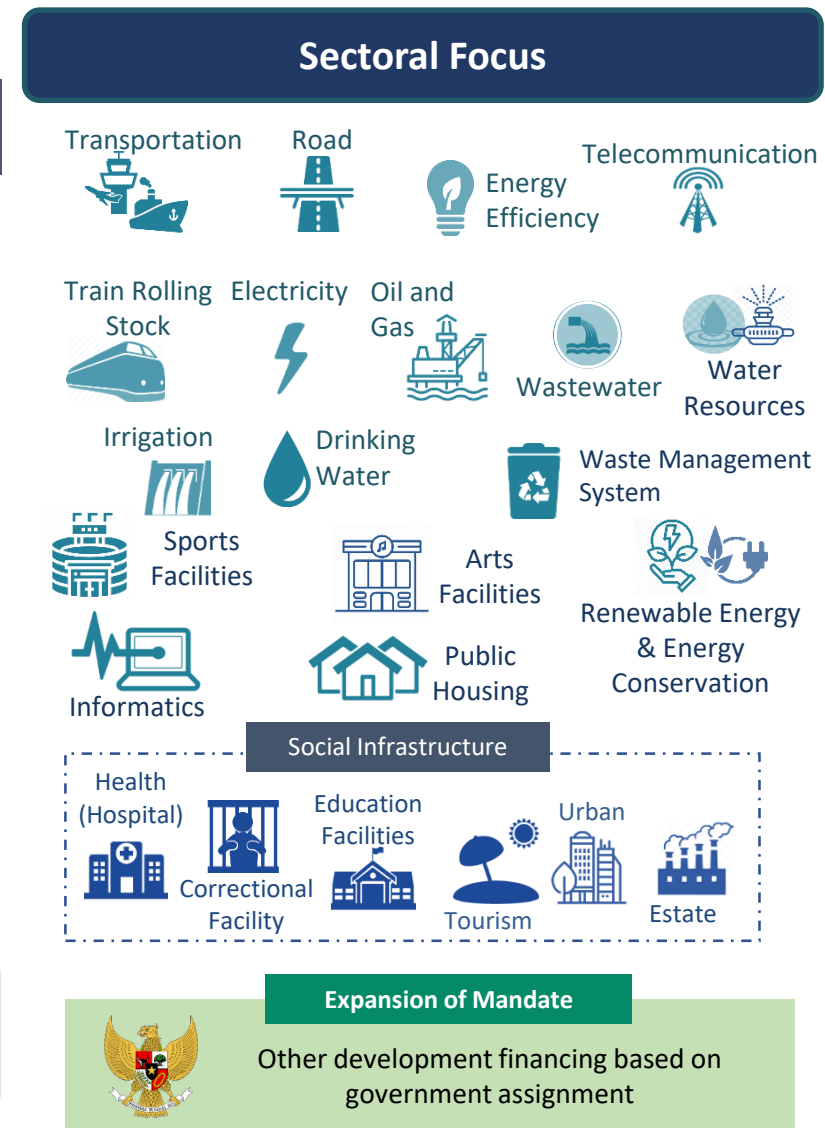 Sectoral Focus
Transportation
Road
Energy
Efficiency
Telecommunication
Train Rolling
Stock
Electricity
Oil and
Gas
Wastewater
Water
Resources
Irrigation
Drinking
Water
Waste Management
System
Sports
Facilities
Arts
Facilities
Renewable Energy
& Energy
Conservation
Informatics
Public
Housing
Social Infrastructure
Health
(Hospital)
Correctional
Facility
Education
Facilities
Tourism
Urban
Estate
Expansion of Mandate
Other development financing based on
government assignment